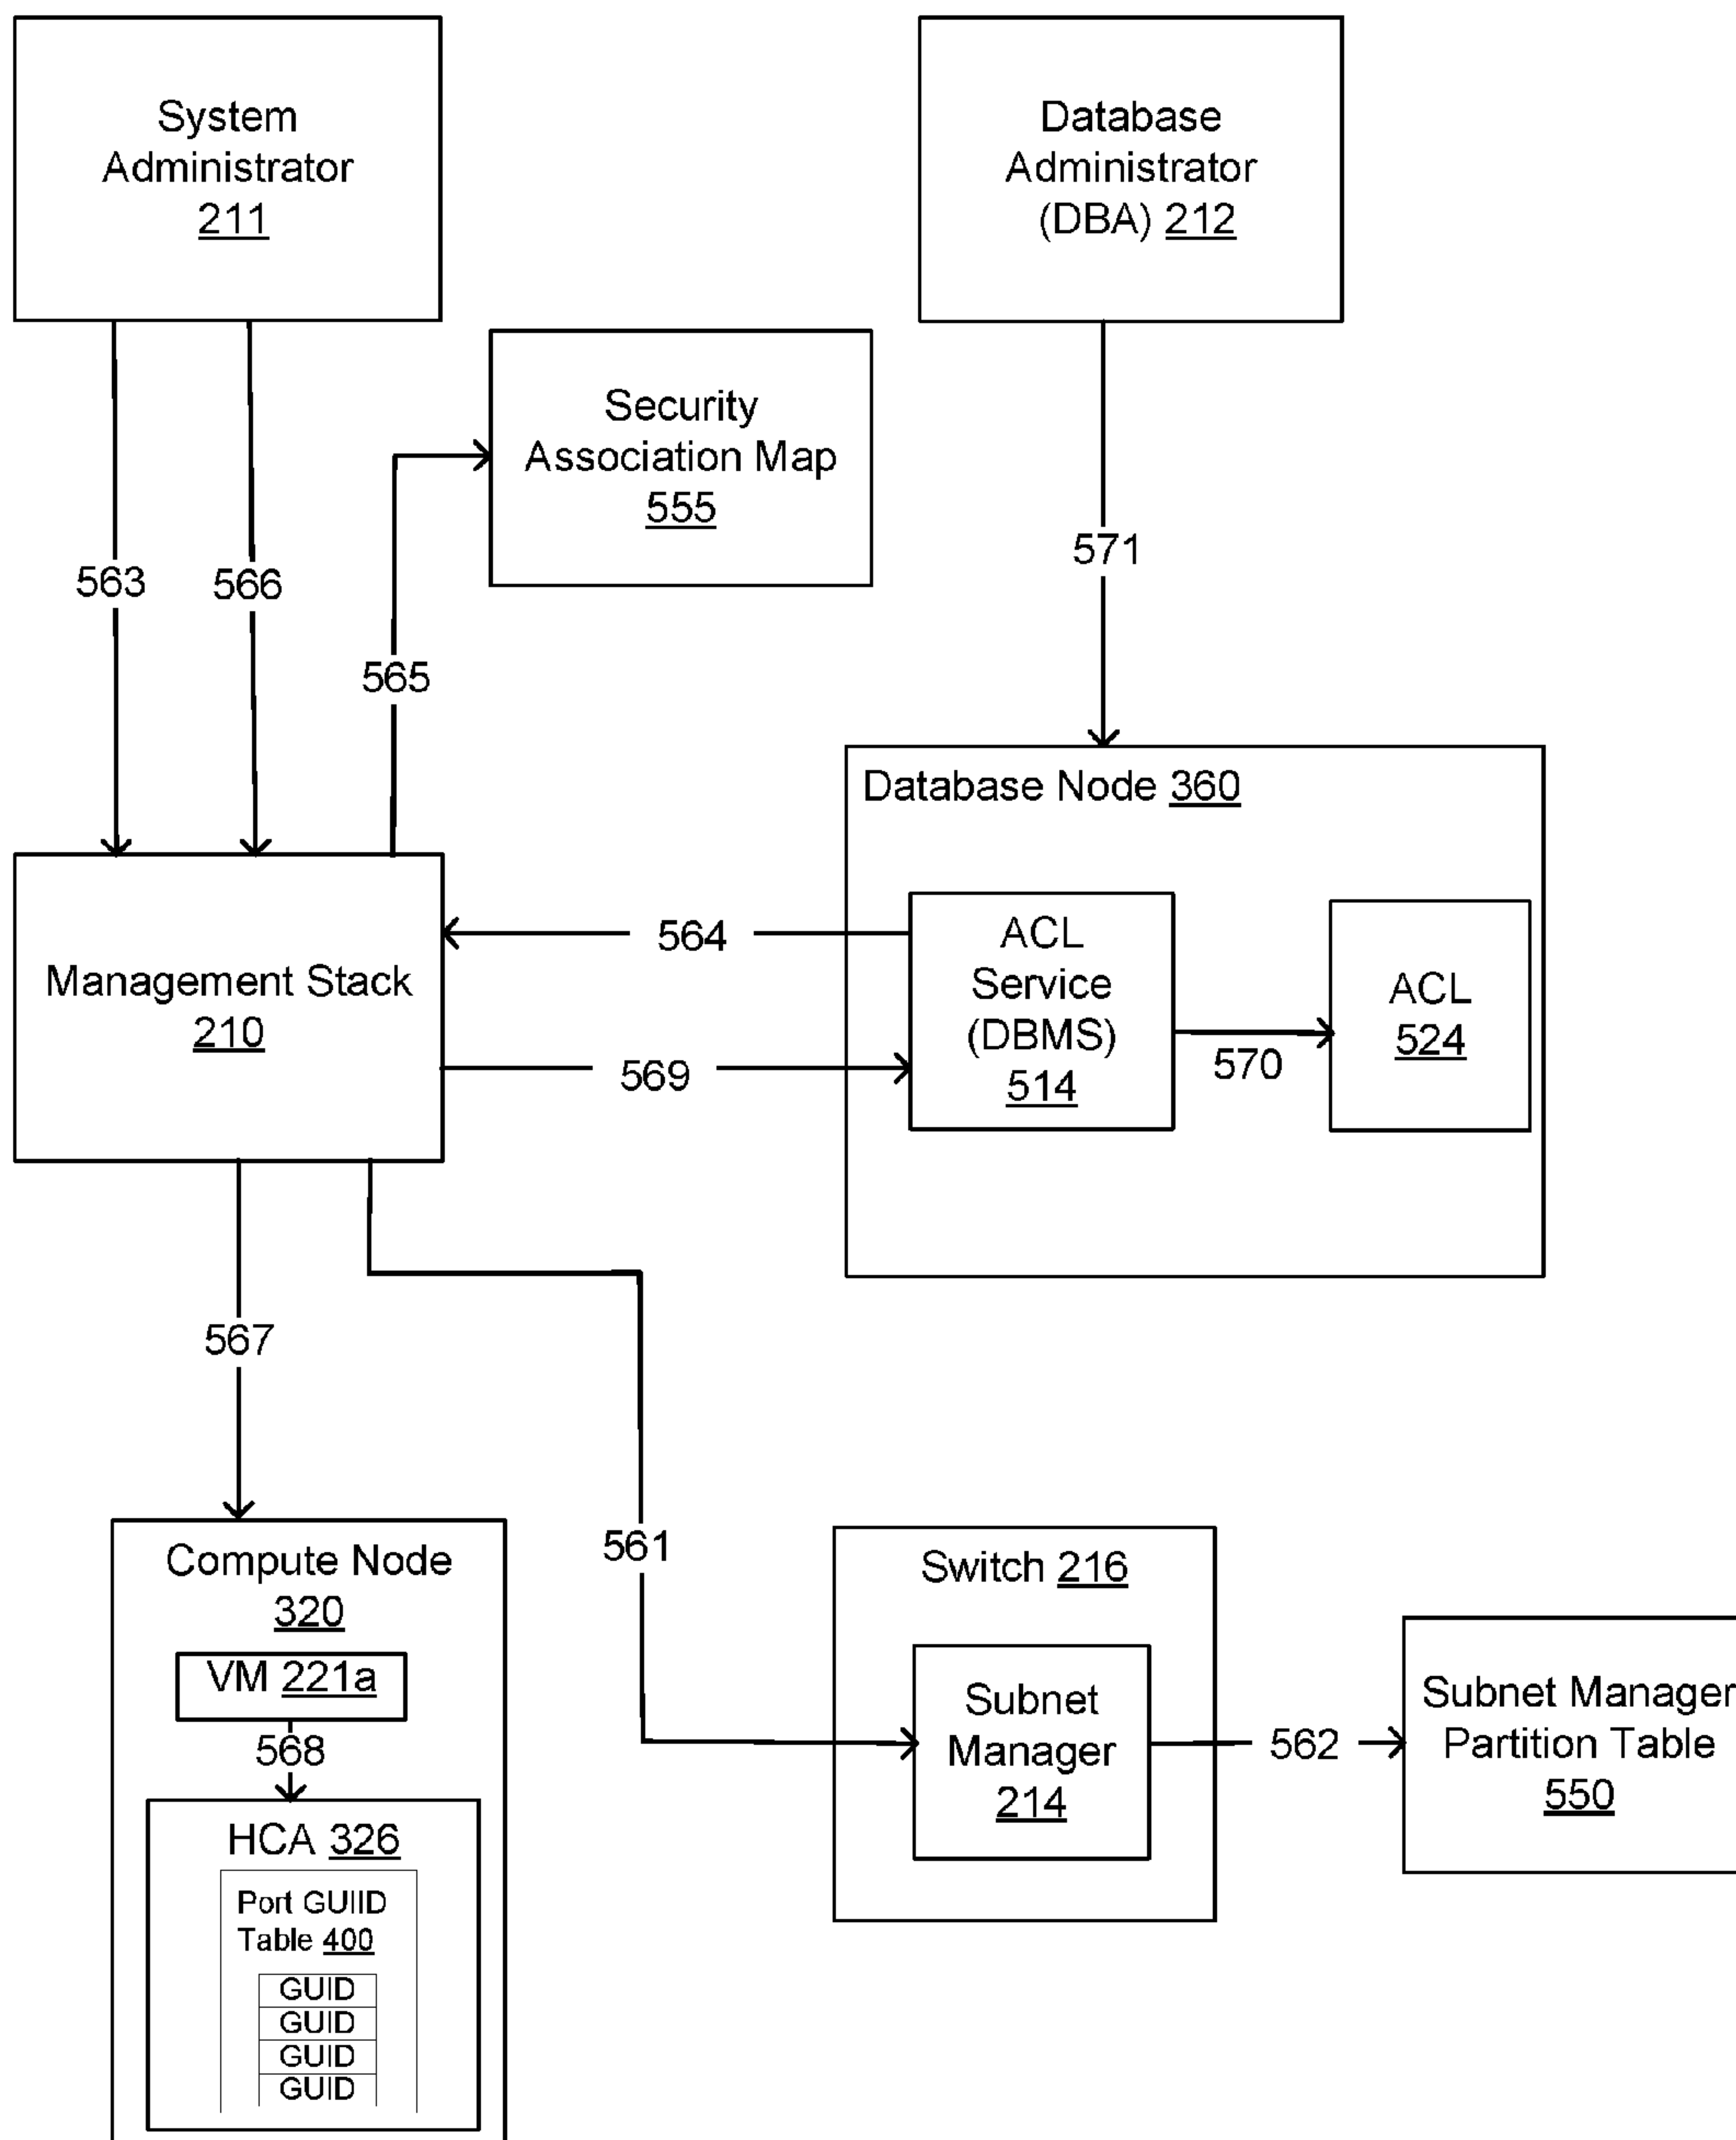 System
Administrator
211
Database
Administrator
(DBA) 212
Security
Association Map
555
563
566
565
571
Database Node 360
Management Stack
210
564
569
ACL
Service
(DBMS)
514
570
ACL
524
567
561
Compute Node
320
VM 221a
568
HCA 326
Port GUIID
Table 400
GUID
GUID
GUID
GUID
Switch 216
Subnet
Manager
214
562
Subnet Manager
Partition Table
550